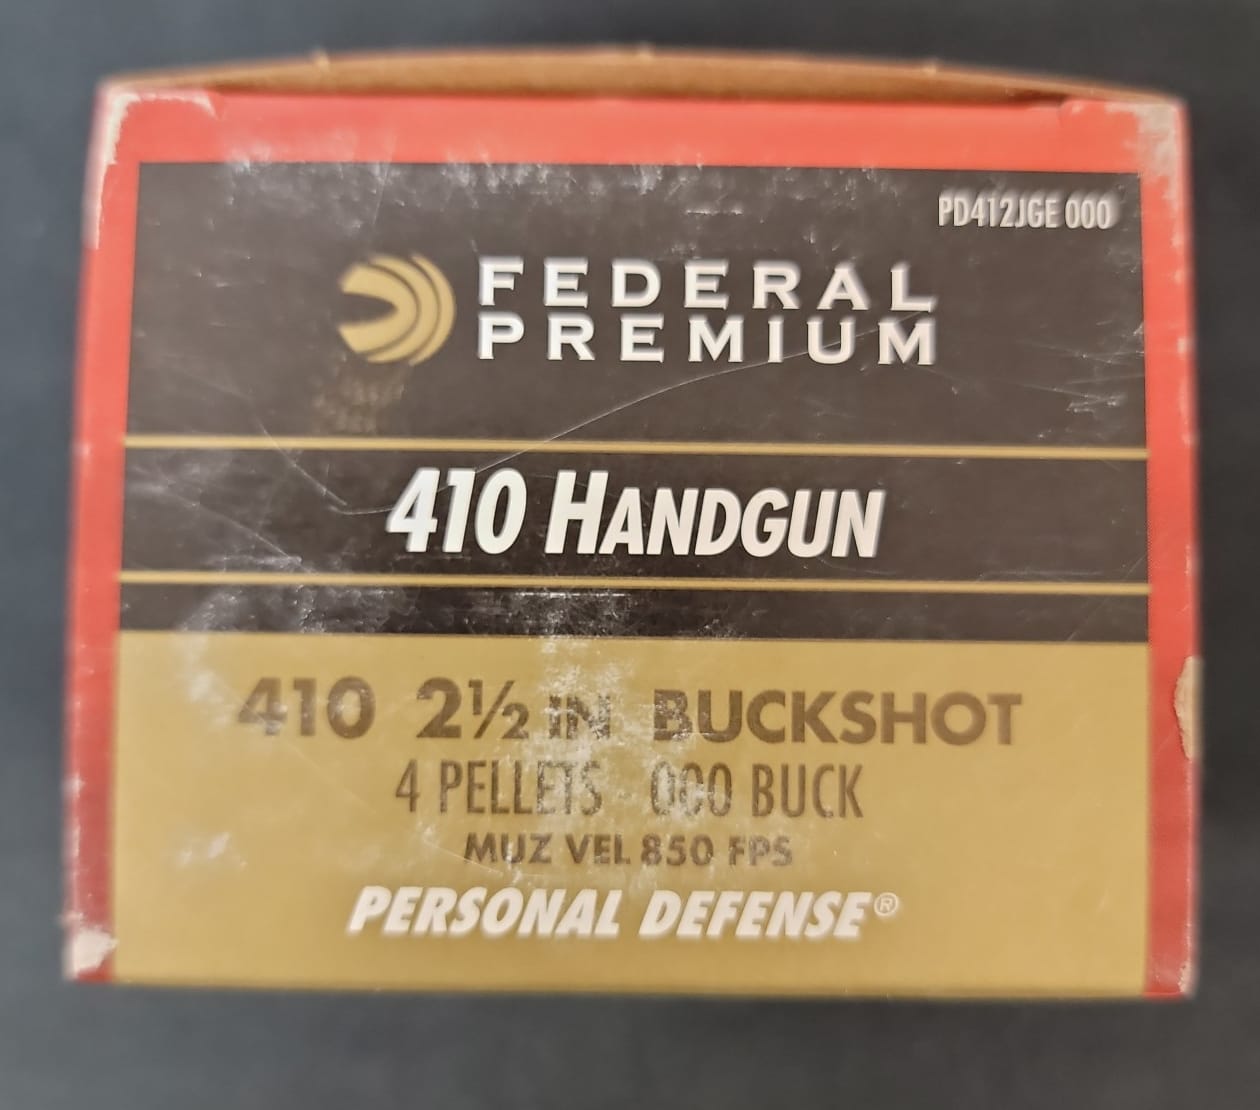 PD412JGE 000
FEDERAL
PREMIUM
410 HANDGUN
410 2½ IN BUCKSHOT
4 PELLETS 000 BUCK
MUZ VEL 850 FPS
PERSONAL DEFENSE®